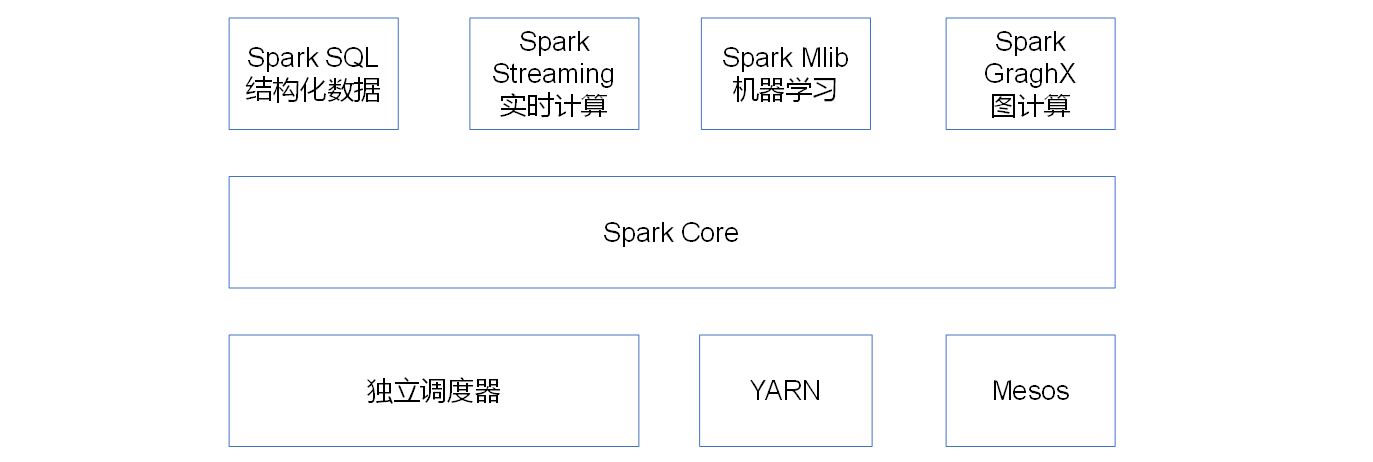 Spark SQL
结构化数据
Spark
Streaming
实时计算
Spark Mlib
机器学习
Spark
GraghX
图计算
Spark Core
独立调度器
YARN
Mesos